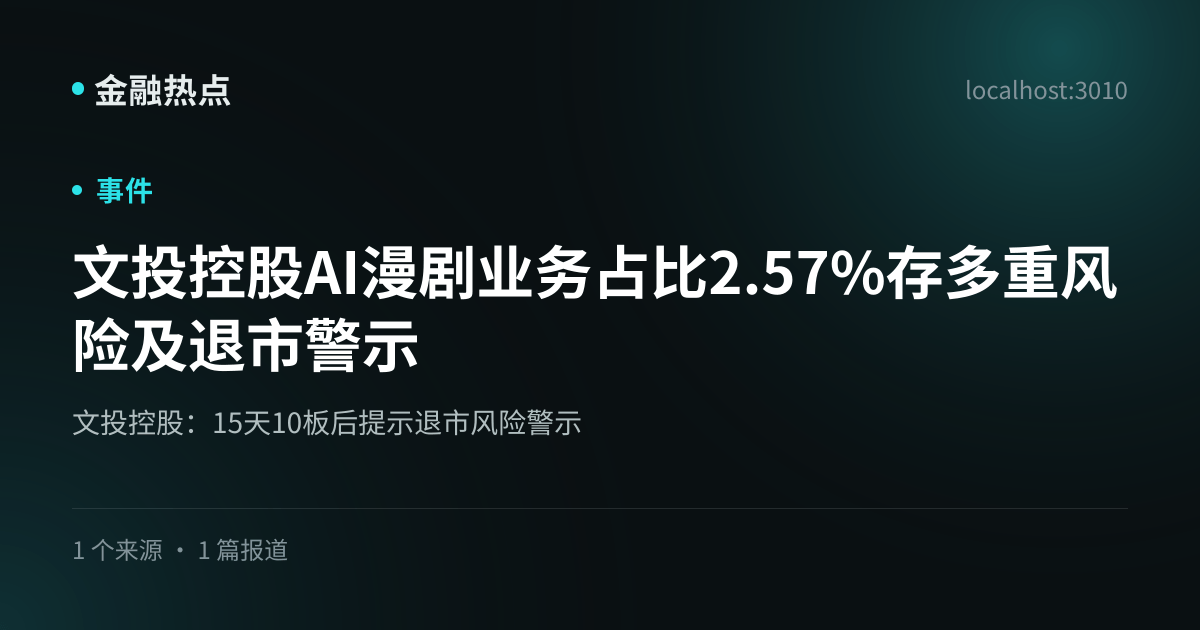 金融热点
localhost:3010
事件
文投控股AI漫剧业务占比2.57%存多重风
险及退市警示
文投控股：15天10板后提示退市风险警示
1 个来源 · 1 篇报道